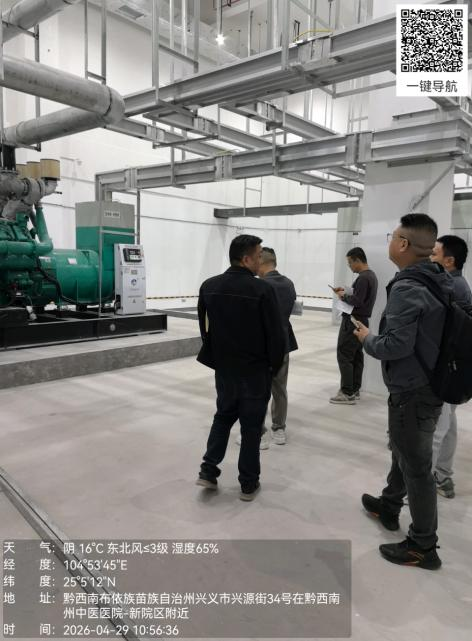 一键导航
天 气: 阴 16℃ 东北风≤3级 湿度65%
经 度: 104°53'45"E
纬 度: 25°5'12"N
地 址: 黔西南布依族苗族自治州兴义市兴源街34号在黔西南
州中医医院-新院区附近
时 间: 2026-04-29 10:56:36